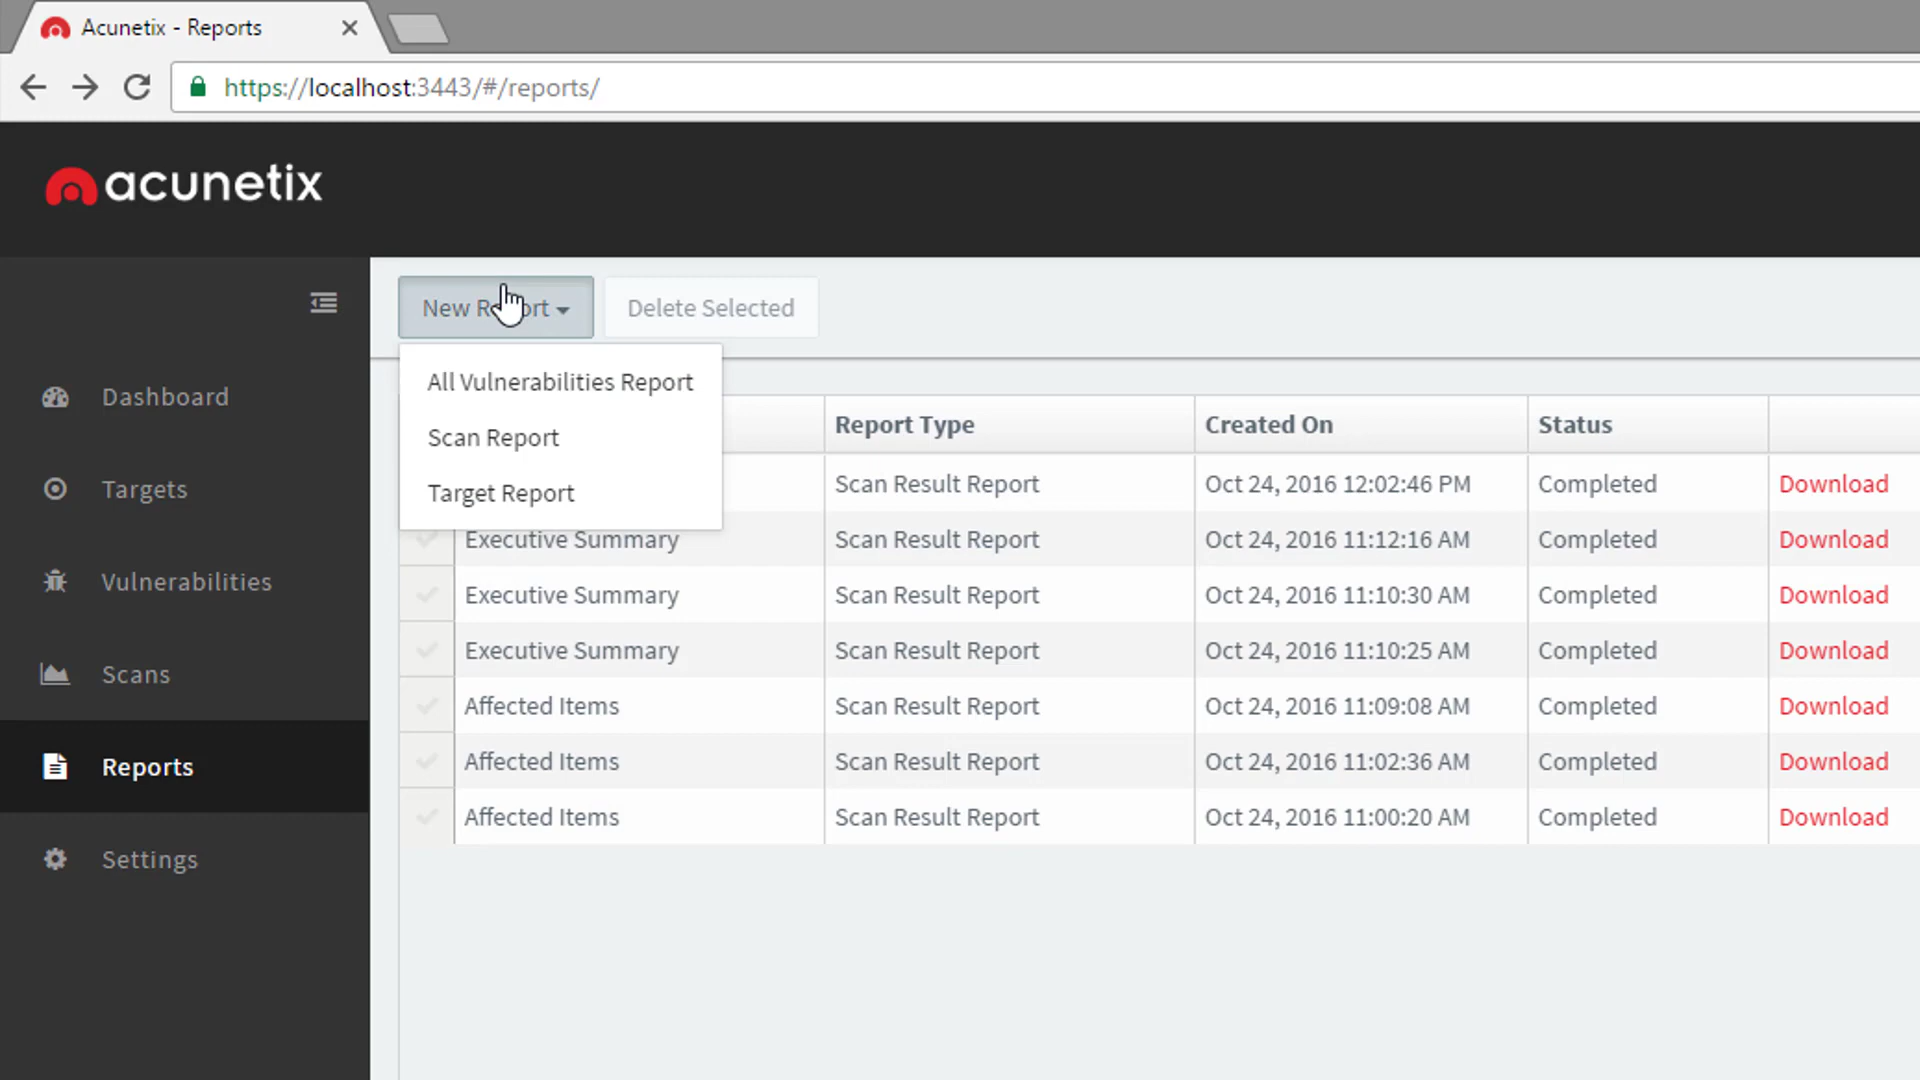 Acunetix - Reports
https://localhost:3443/#/reports/
acunetix
New Report
Delete Selected
All Vulnerabilities Report
Scan Report
Target Report
Dashboard
Targets
Vulnerabilities
Scans
Reports
Settings
Report Type Created On Status
Scan Result Report Oct 24, 2016 12:02:46 PM Completed Download
Executive Summary Scan Result Report Oct 24, 2016 11:12:16 AM Completed Download
Executive Summary Scan Result Report Oct 24, 2016 11:10:30 AM Completed Download
Executive Summary Scan Result Report Oct 24, 2016 11:10:25 AM Completed Download
Affected Items Scan Result Report Oct 24, 2016 11:09:08 AM Completed Download
Affected Items Scan Result Report Oct 24, 2016 11:02:36 AM Completed Download
Affected Items Scan Result Report Oct 24, 2016 11:00:20 AM Completed Download